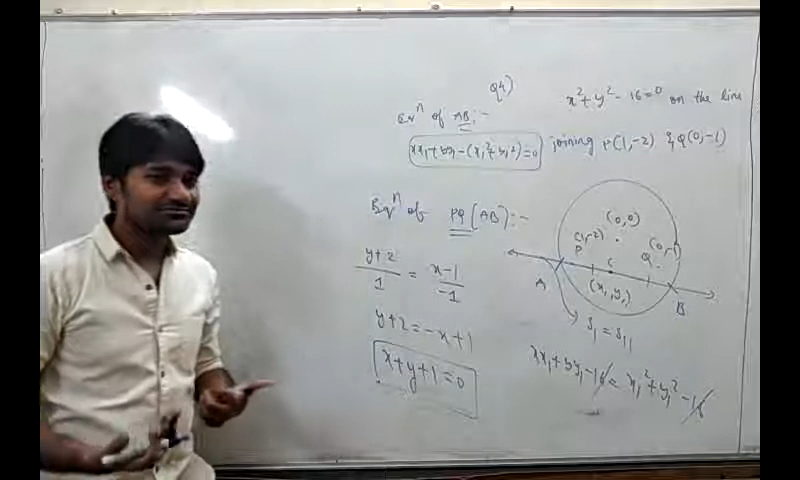 Q4) x²+y²-16=0 on the line
joining P(1,-2) & Q(0,-1)
Eqⁿ of AB:-
xx₁+yy₁-(x₁²+y₁²)=0
Eqⁿ of PQ (AB):-
y+2/1 = x-1/-1
y+2=-x+1
x+y+1=0
(0,0)
(1,-2)
P
(0,-1)
Q
C
(x₁,y₁)
A
B
S₁=S₁₁
xx₁+yy₁-16=x₁²+y₁²-16